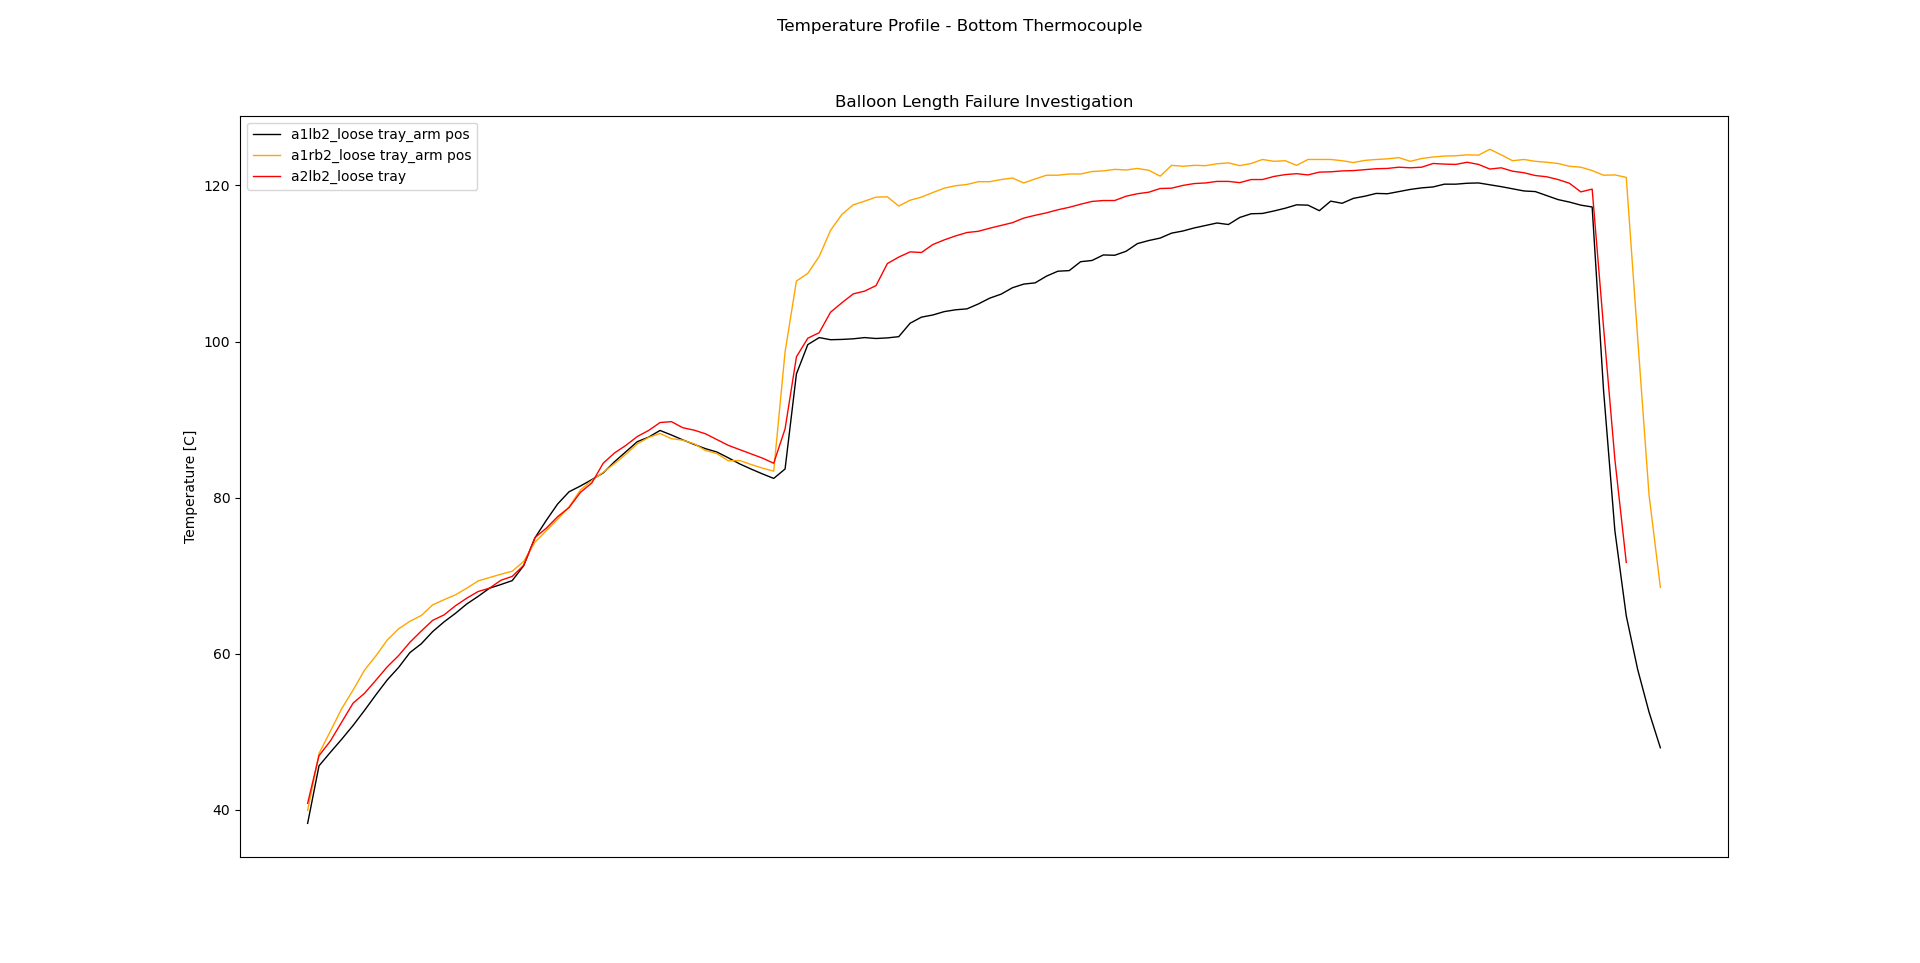 Temperature Profile - Bottom Thermocouple
Balloon Length Failure Investigation
a1lb2_loose tray_arm pos
a1rb2_loose tray_arm pos
a2lb2_loose tray
120
100
80
60
40
Temperature [C]